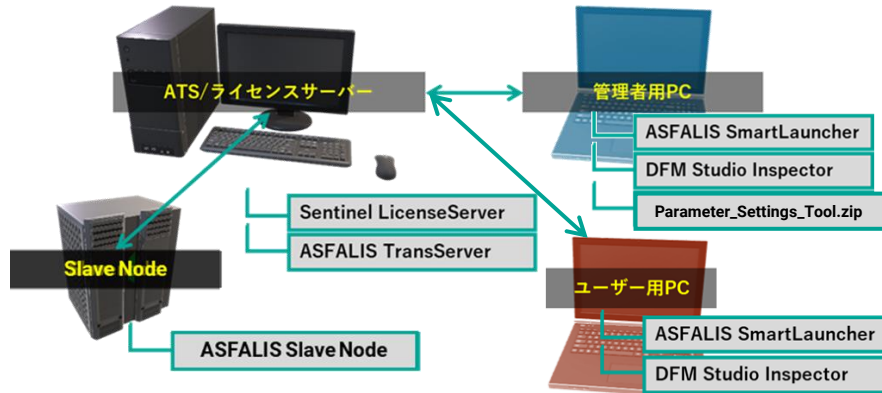 ATS/ライセンスサーバー
管理者用PC
ASFALIS SmartLauncher
DFM Studio Inspector
Parameter_Settings_Tool.zip
Sentinel LicenseServer
ASFALIS TransServer
Slave Node
ASFALIS Slave Node
ユーザー用PC
ASFALIS SmartLauncher
DFM Studio Inspector